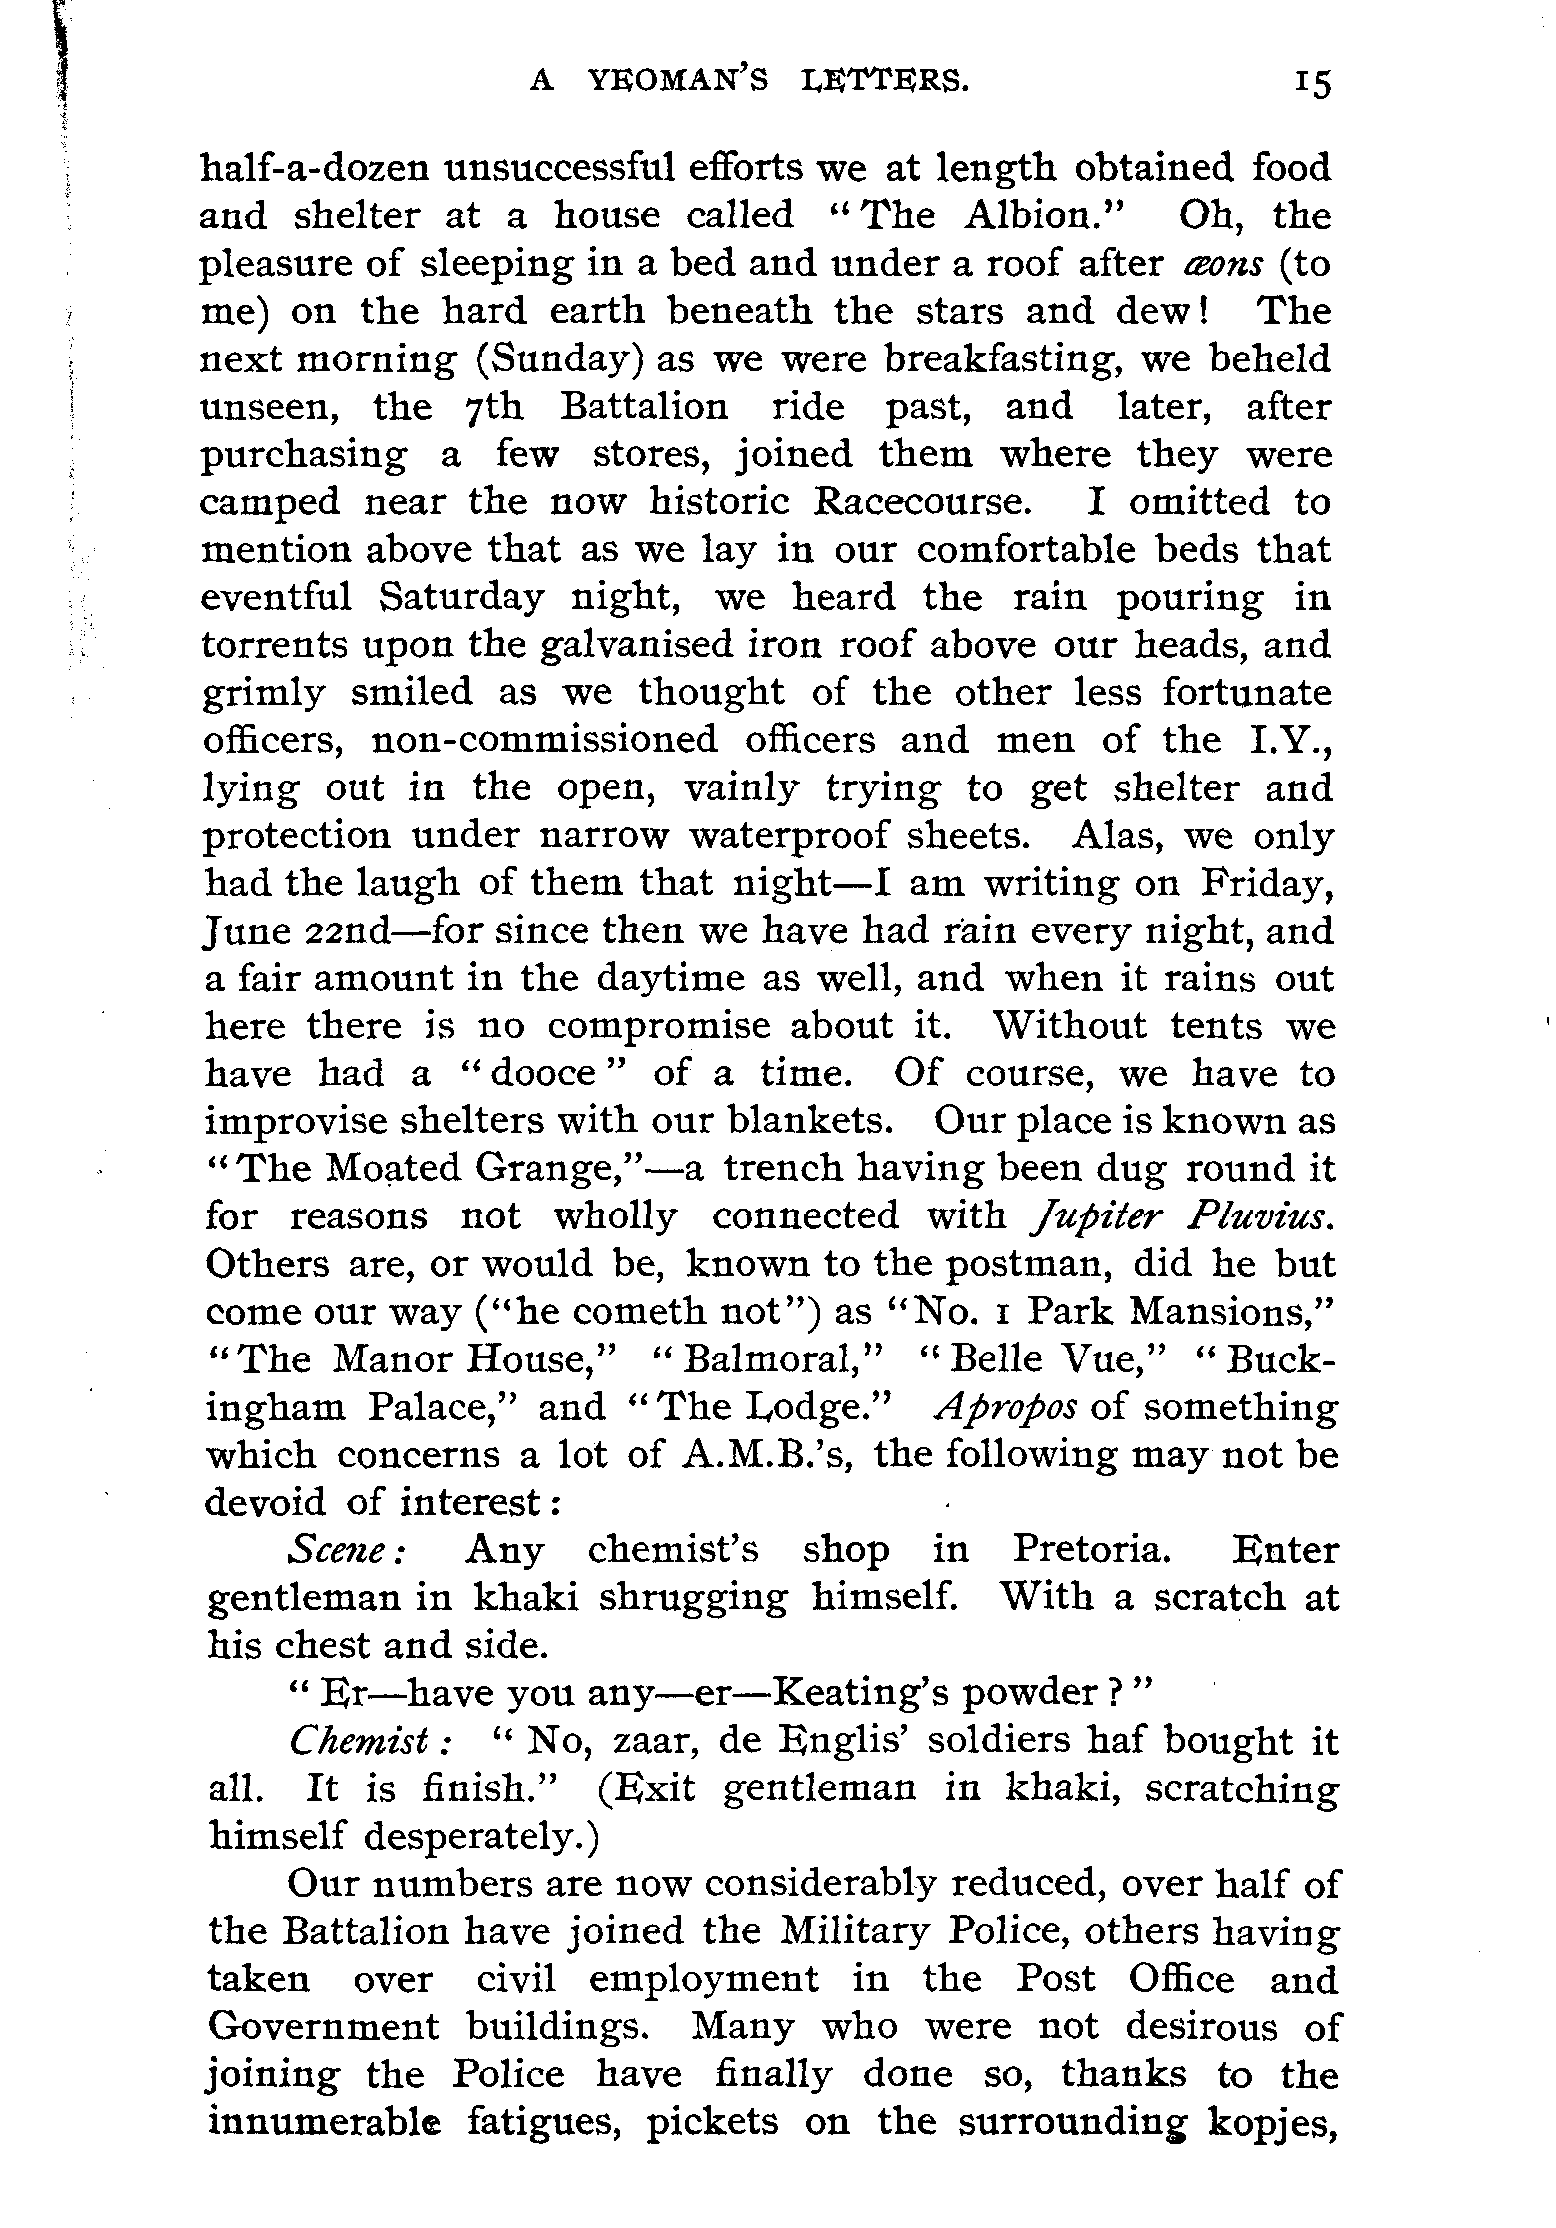 A YEOMAN'S LETTERS. 15
half-a-dozen unsuccessful efforts we at length obtained food
and shelter at a house called "The Albion." Oh, the
pleasure of sleeping in a bed and under a roof after æons (to
me) on the hard earth beneath the stars and dew! The
next morning (Sunday) as we were breakfasting, we beheld
unseen, the 7th Battalion ride past, and later, after
purchasing a few stores, joined them where they were
camped near the now historic Racecourse. I omitted to
mention above that as we lay in our comfortable beds that
eventful Saturday night, we heard the rain pouring in
torrents upon the galvanised iron roof above our heads, and
grimly smiled as we thought of the other less fortunate
officers, non-commissioned officers and men of the I.Y.,
lying out in the open, vainly trying to get shelter and
protection under narrow waterproof sheets. Alas, we only
had the laugh of them that night—I am writing on Friday,
June 22nd—for since then we have had rain every night, and
a fair amount in the daytime as well, and when it rains out
here there is no compromise about it. Without tents we
have had a "dooce" of a time. Of course, we have to
improvise shelters with our blankets. Our place is known as
"The Moated Grange,"—a trench having been dug round it
for reasons not wholly connected with Jupiter Pluvius.
Others are, or would be, known to the postman, did he but
come our way ("he cometh not") as "No. 1 Park Mansions,"
"The Manor House," "Balmoral," "Belle Vue," "Buck-
ingham Palace," and "The Lodge." Apropos of something
which concerns a lot of A.M.B.'s, the following may not be
devoid of interest:
Scene: Any chemist's shop in Pretoria. Enter
gentleman in khaki shrugging himself. With a scratch at
his chest and side.
"Er—have you any—er—Keating's powder?"
Chemist: "No, zaar, de Englis' soldiers haf bought it
all. It is finish." (Exit gentleman in khaki, scratching
himself desperately.)
Our numbers are now considerably reduced, over half of
the Battalion have joined the Military Police, others having
taken over civil employment in the Post Office and
Government buildings. Many who were not desirous of
joining the Police have finally done so, thanks to the
innumerable fatigues, pickets on the surrounding kopjes,